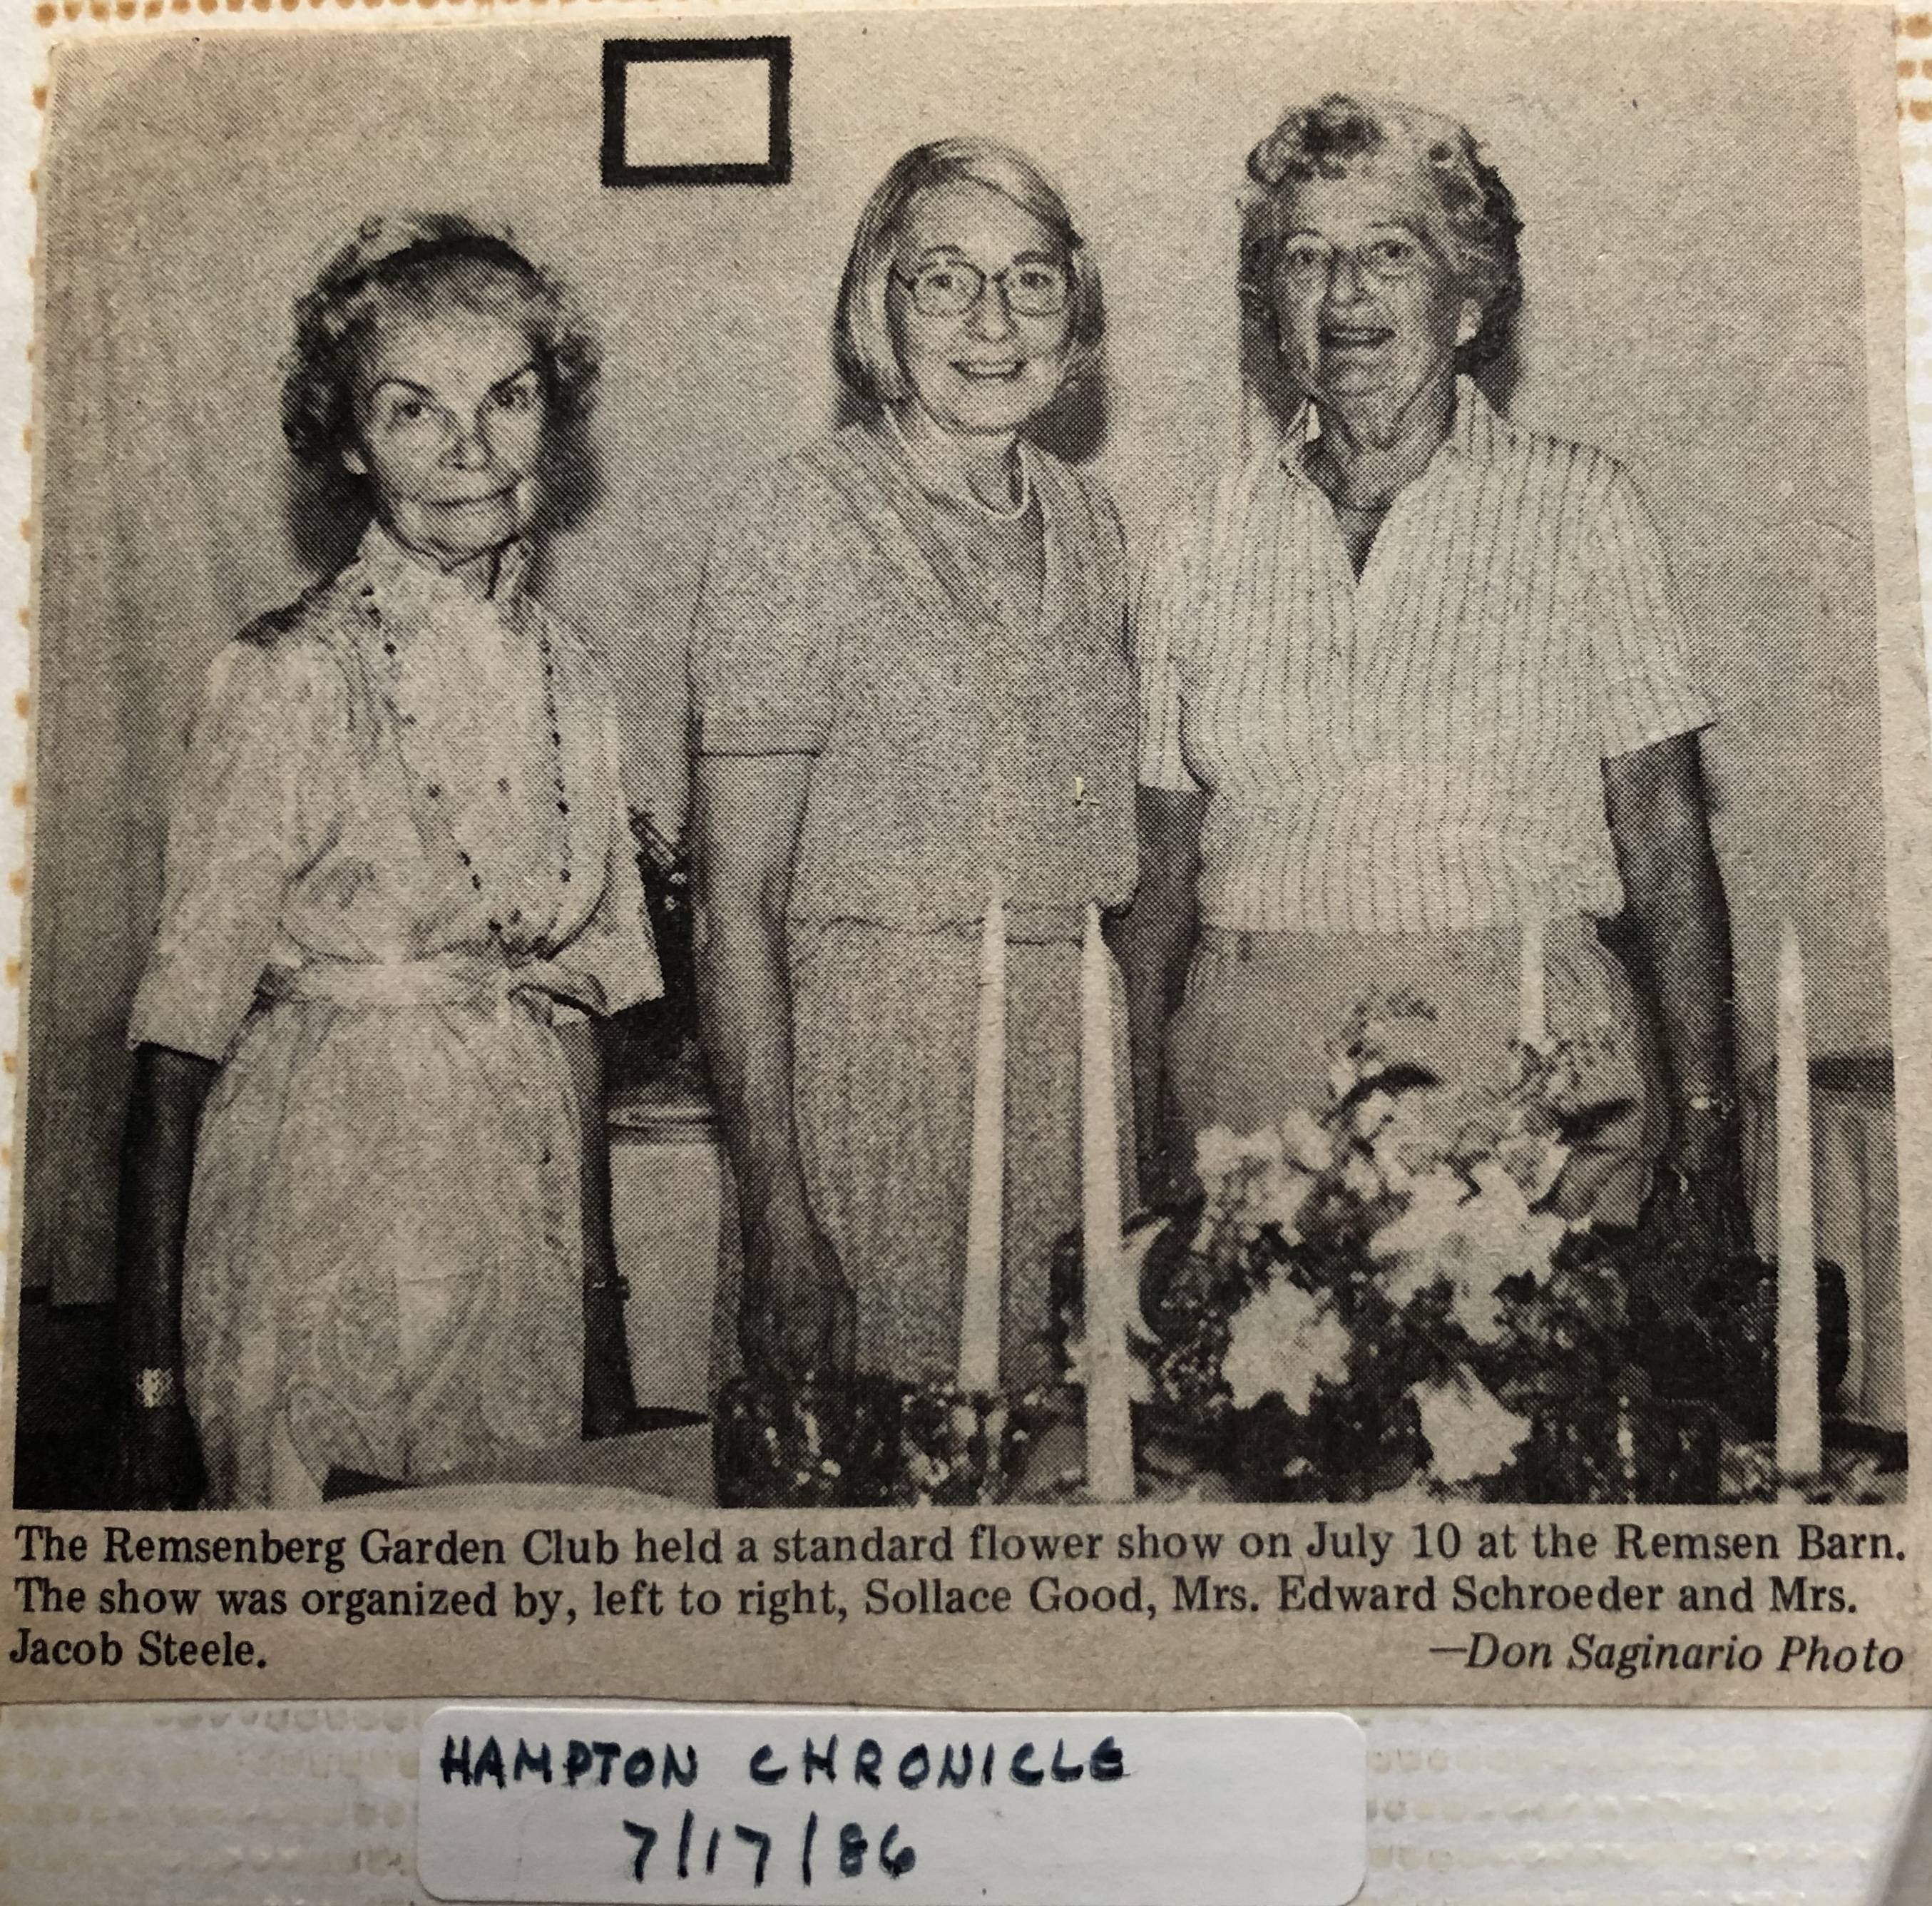 The Remsenberg Garden Club held a standard flower show on July 10 at the Remsen Barn.
The show was organized by, left to right, Sollace Good, Mrs. Edward Schroeder and Mrs.
Jacob Steele. —Don Saginario Photo
HAMPTON CHRONICLE
7/17/86